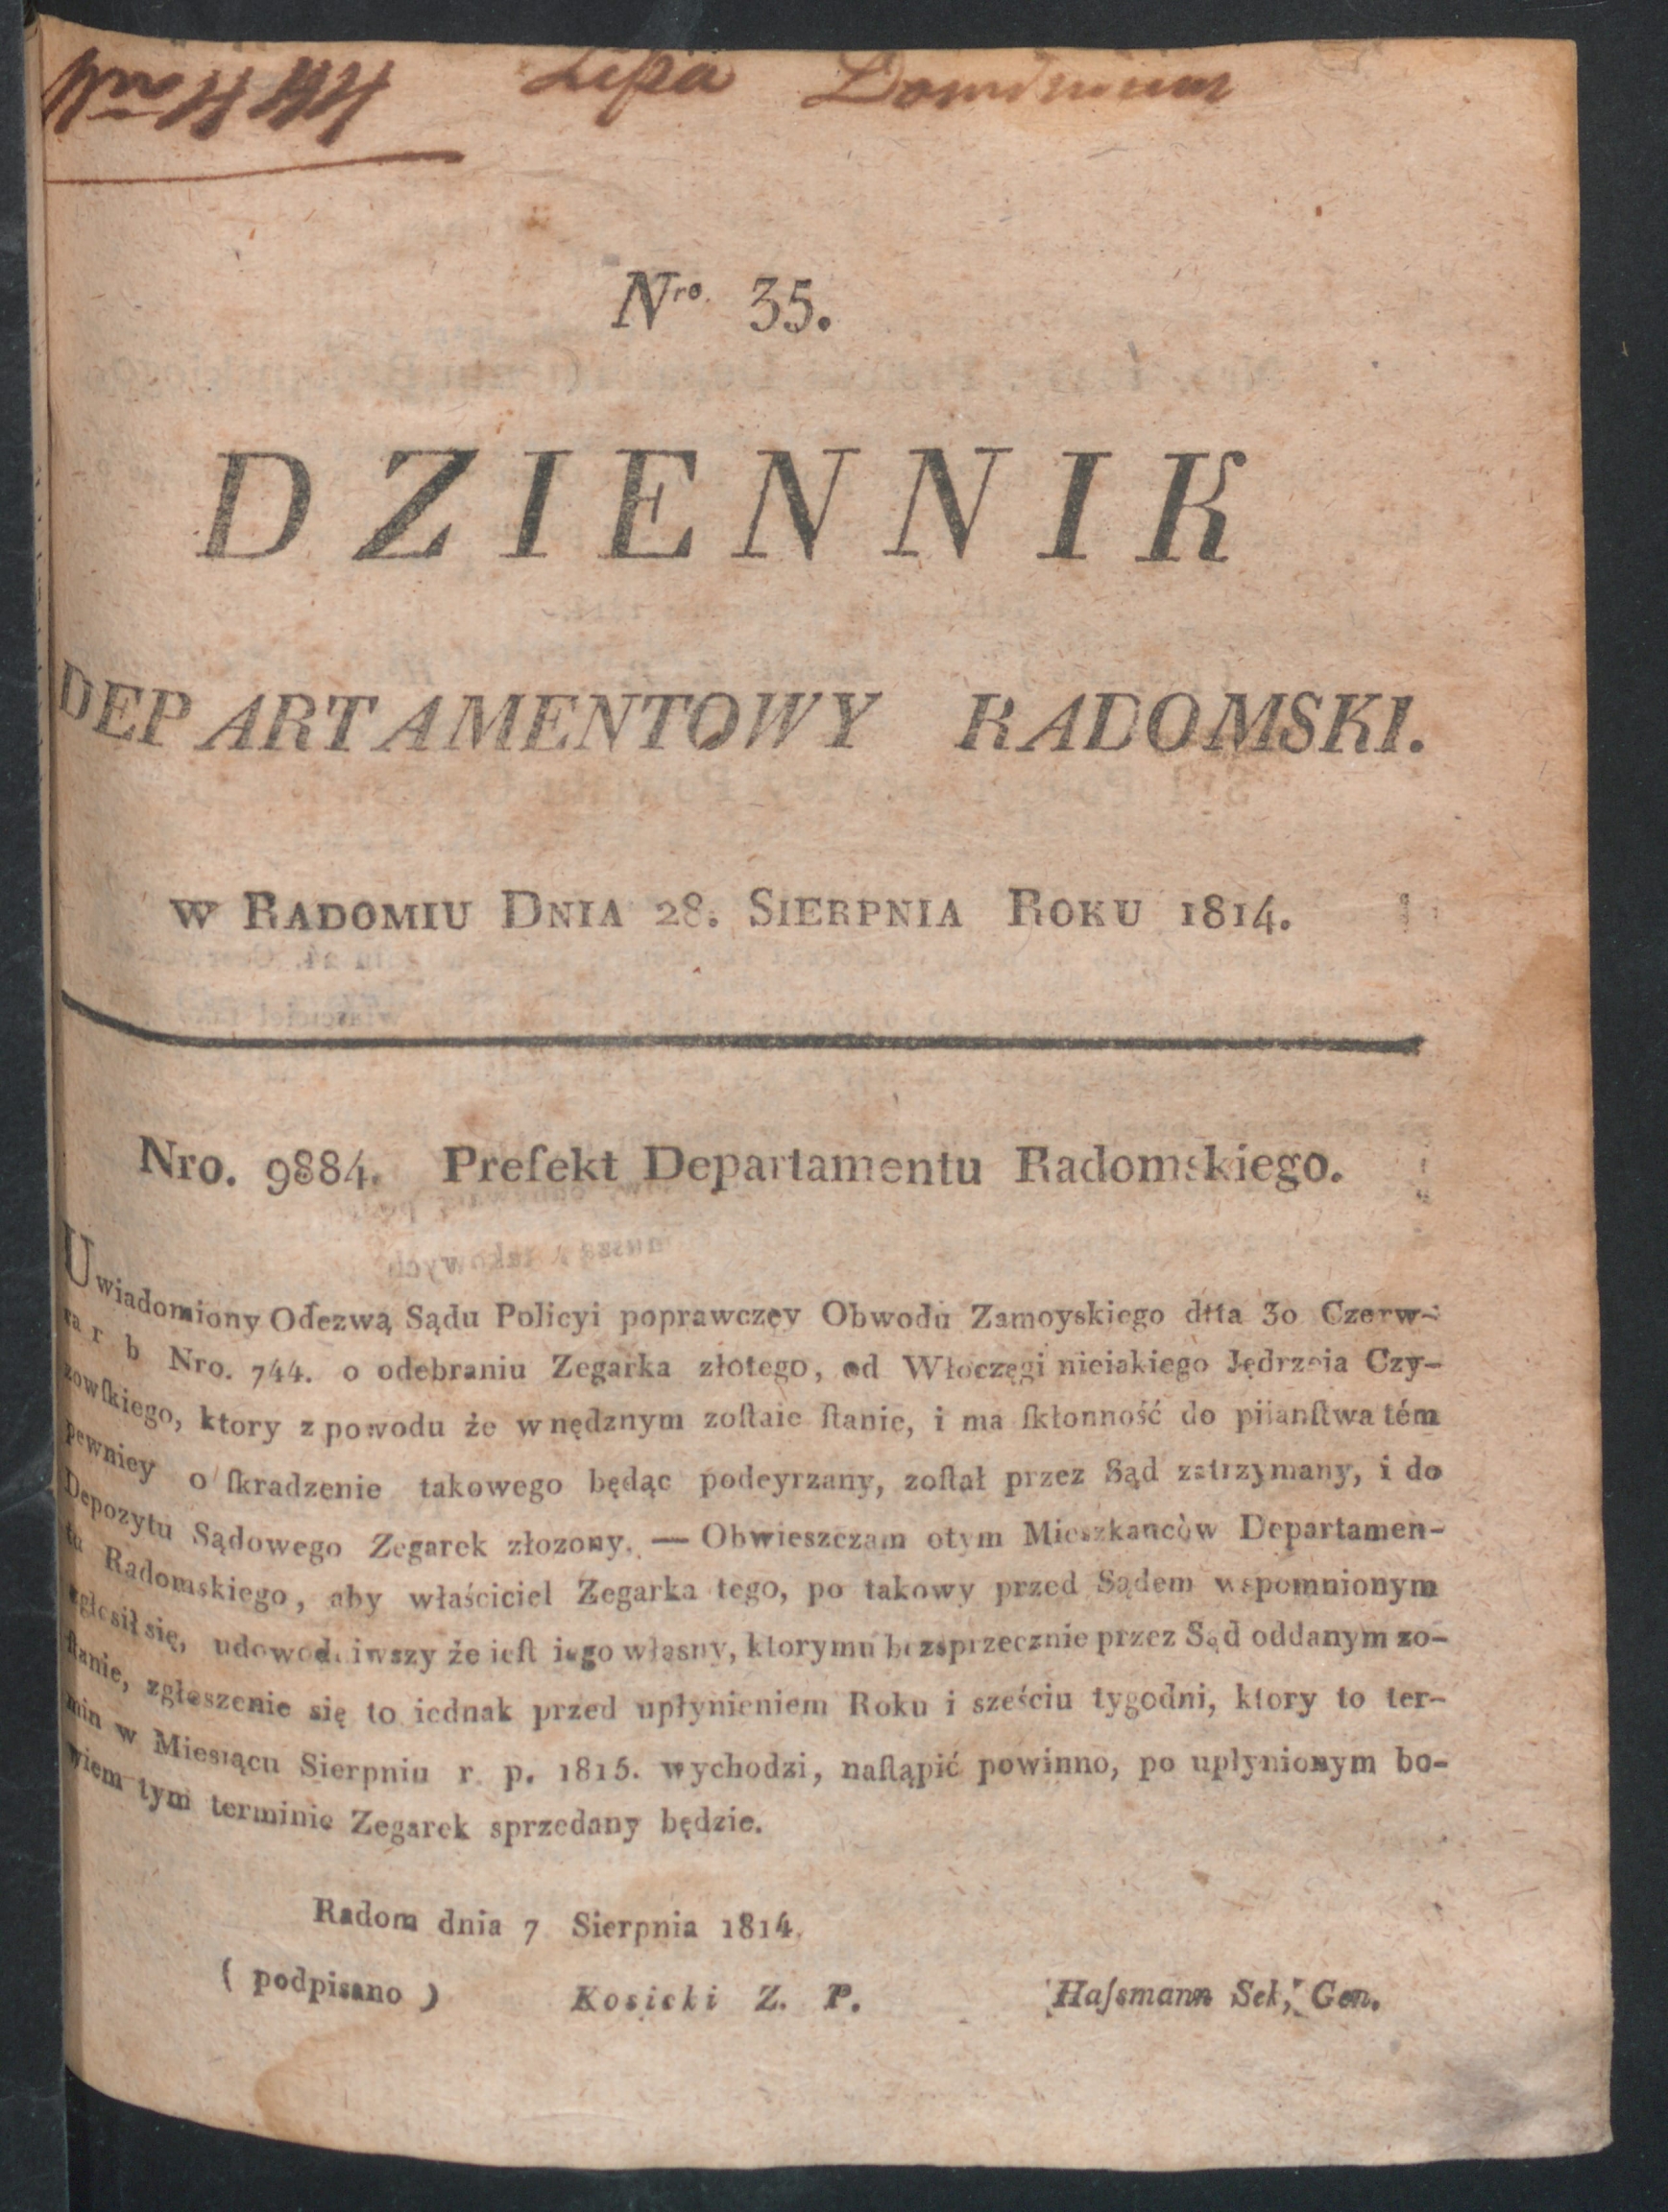 Lipa Dominium
Nro. 35.
DZIENNIK
DEPARTAMENTOWY RADOMSKI.
w Radomiu Dnia 28. Sierpnia Roku 1814.
Nro. 9884. Prefekt Departamentu Radomskiego.
Uwiadomiony Odezwą Sądu Policyi poprawczey Obwodu Zamoyskiego dtta 30 Czerw-
ca r b Nro. 744. o odebraniu Zegarka złotego, od Włoczęgi nieiakiego Jędrzeia Czy-
zowſkiego, ktory z powodu że w nędznym zoſtaie ſtanie, i ma ſkłonność do piianſtwa tém
pewniey o ſkradzenie takowego będąc podeyrzany, zoſtał przez Sąd zatrzymany, i do
Depozytu Sądowego Zegarek złozony. — Obwieszczam otym Mieszkancòw Departamen-
tu Radomskiego, aby właściciel Zegarka tego, po takowy przed Sądem wspomnionym
zgłosił się, udowodniwszy że ieſt iego własny, ktorymu bezsprzecznie przez Sąd oddanym zo-
ſtanie, zgłoszenie się to iednak przed upłynieniem Roku i sześciu tygodni, ktory to ter-
min w Miesiącu Sierpniu r. p. 1815. wychodzi, naſtąpić powinno, po upłynionym bo-
wiem tym terminie Zegarek sprzedany będzie.
Radom dnia 7 Sierpnia 1814.
( podpisano ) Kosicki Z. P. Haſsmann Sek, Gen.